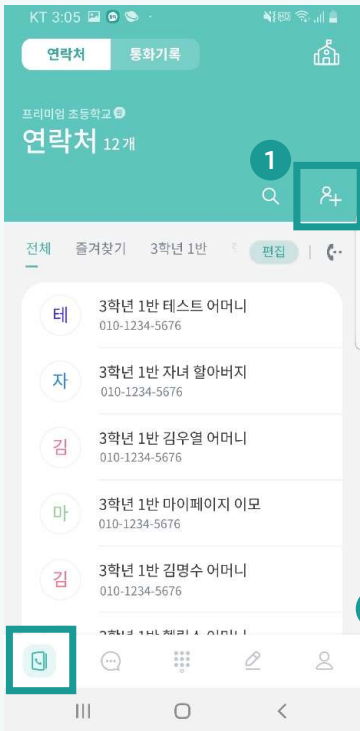 KT 3:05
연락처 통화기록
프리미엄 초등학교
연락처 12개
1
전체 즐겨찾기 3학년 1반 편집
테
3학년 1반 테스트 어머니
010-1234-5676
자
3학년 1반 자녀 할아버지
010-1234-5676
김
3학년 1반 김우열 어머니
010-1234-5676
마
3학년 1반 마이페이지 이모
010-1234-5676
김
3학년 1반 김명수 어머니
010-1234-5676